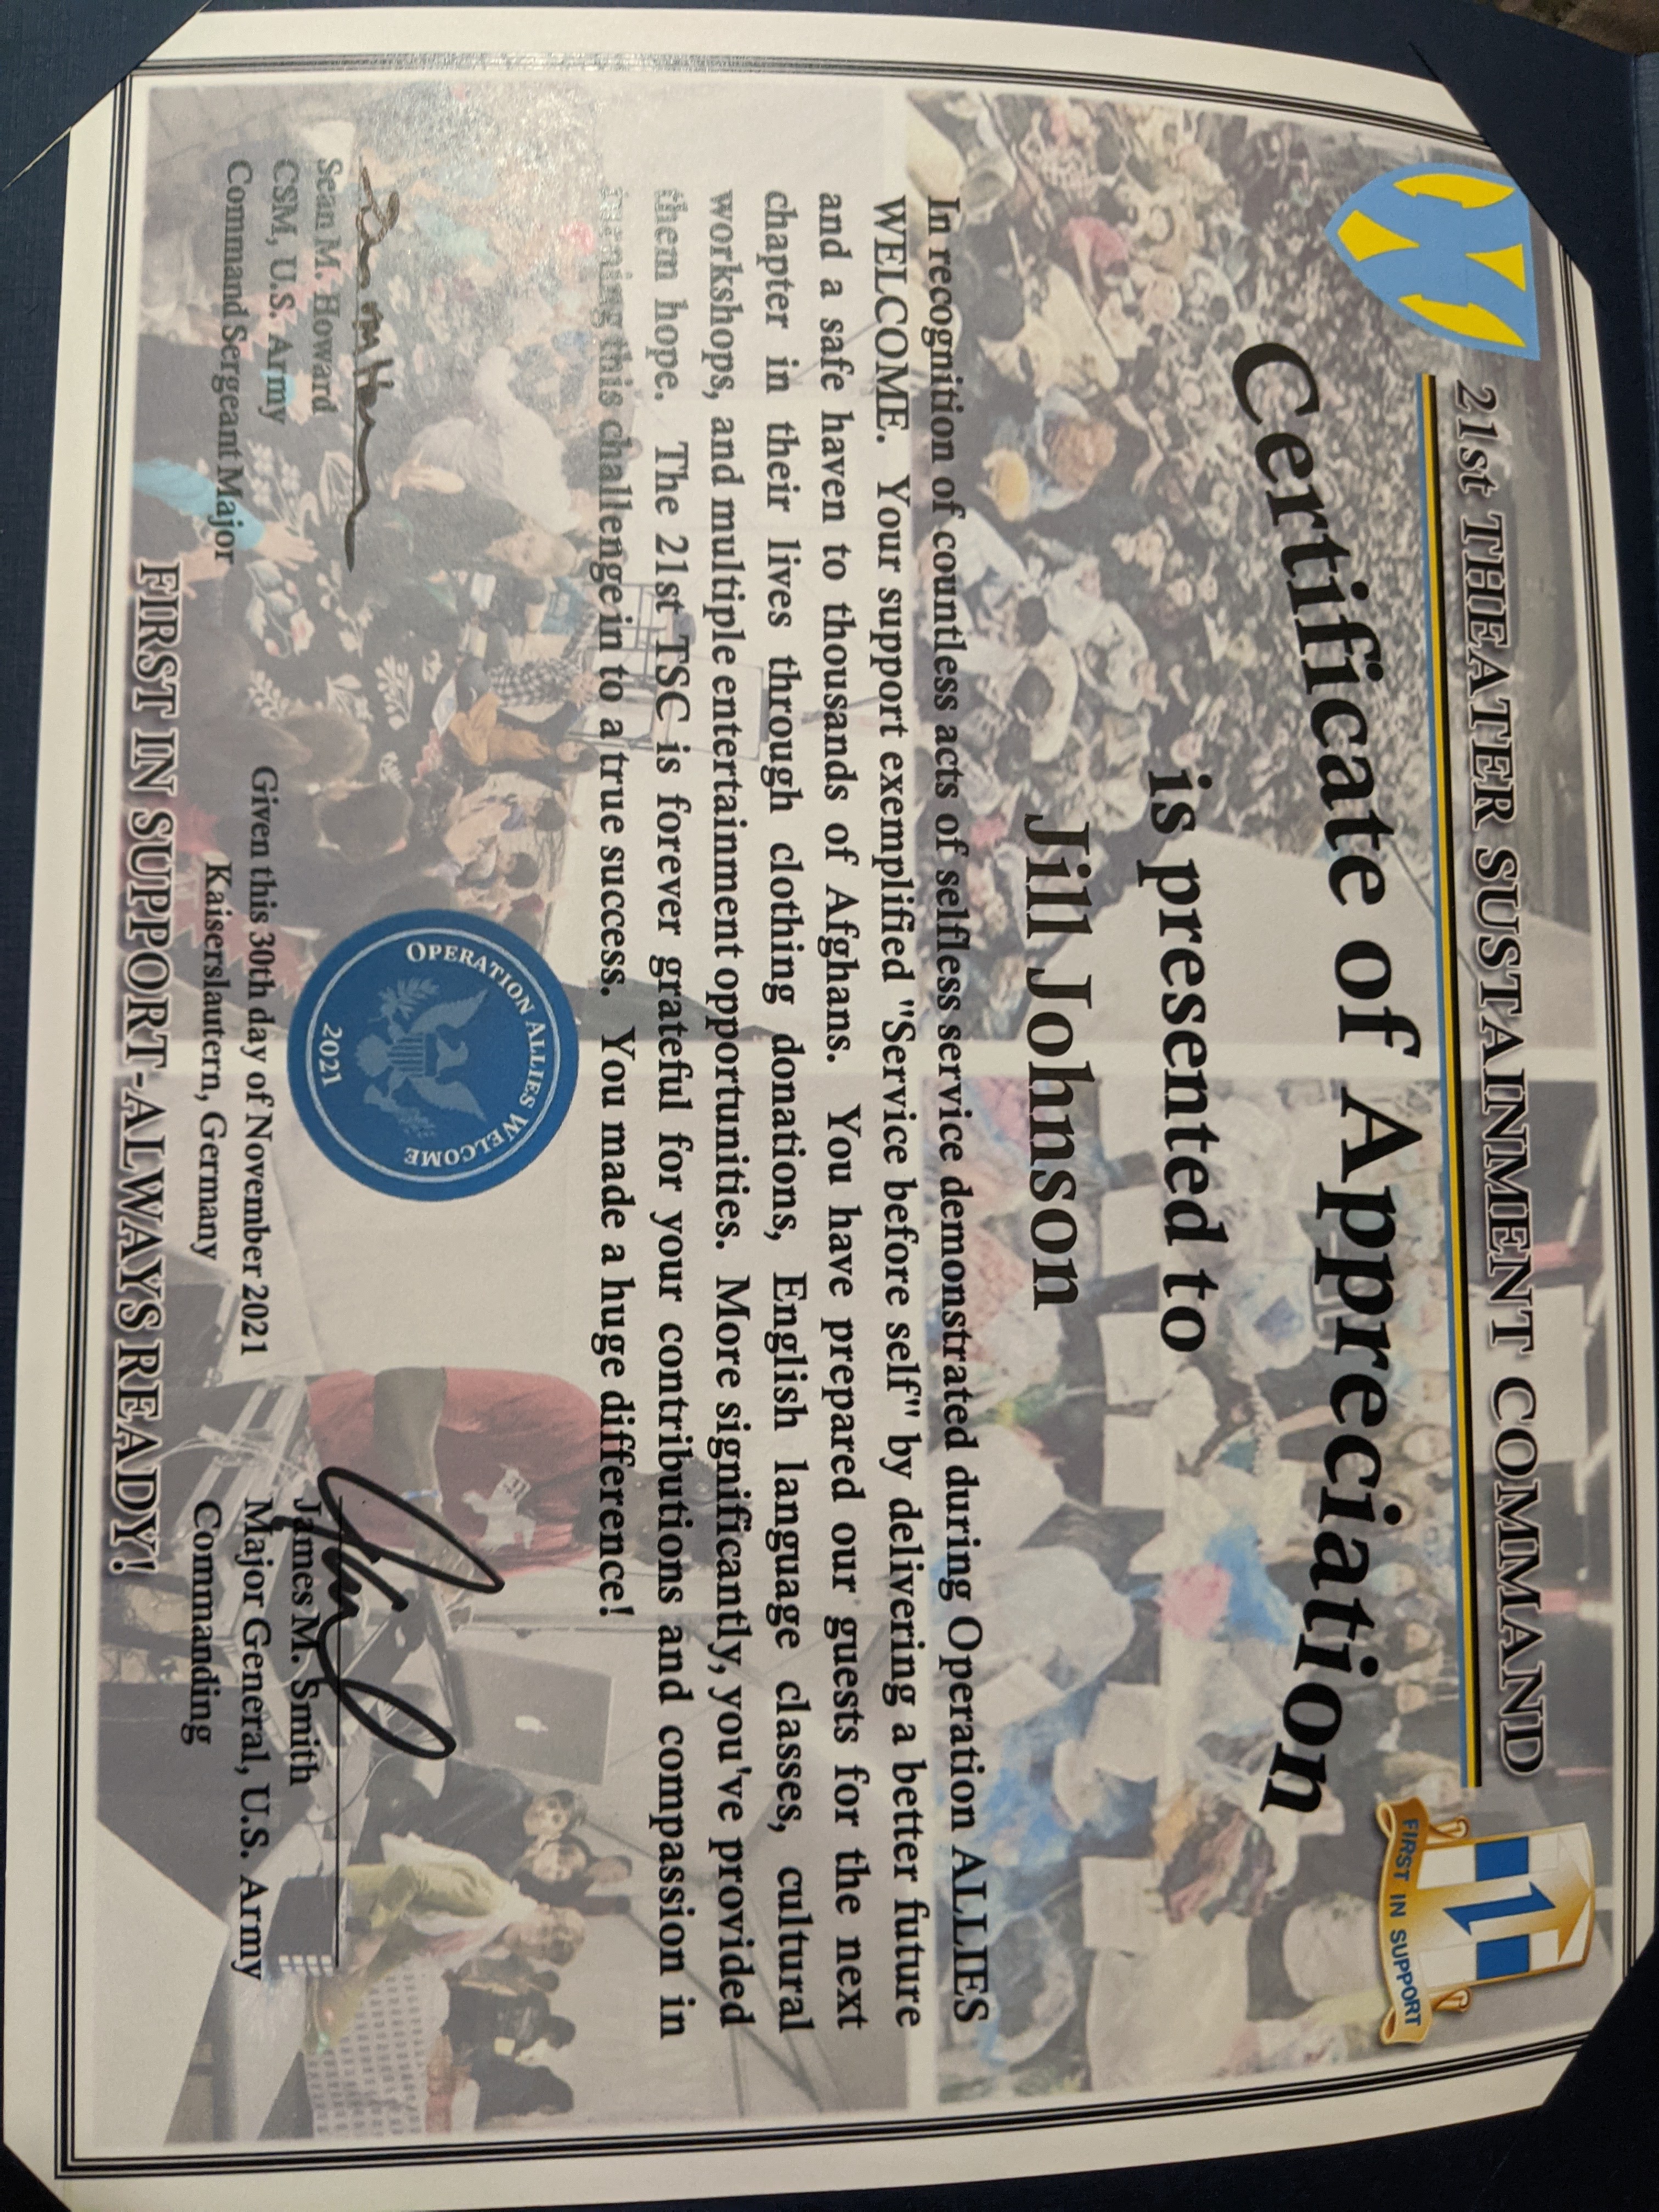 21st THEATER SUSTAINMENT COMMAND
FIRST IN SUPPORT
Certificate of Appreciation
is presented to
Jill Johnson
In recognition of countless acts of selfless service demonstrated during Operation ALLIES
WELCOME. Your support exemplified "Service before self" by delivering a better future
and a safe haven to thousands of Afghans. You have prepared our guests for the next
chapter in their lives through clothing donations, English language classes, cultural
workshops, and multiple entertainment opportunities. More significantly, you've provided
them hope. The 21st TSC is forever grateful for your contributions and compassion in
turning this challenge in to a true success. You made a huge difference!
OPERATION ALLIES WELCOME
2021
Sean M. Howard
CSM, U.S. Army
Command Sergeant Major
Given this 30th day of November 2021
Kaiserslautern, Germany
James M. Smith
Major General, U.S. Army
Commanding
FIRST IN SUPPORT-ALWAYS READY!